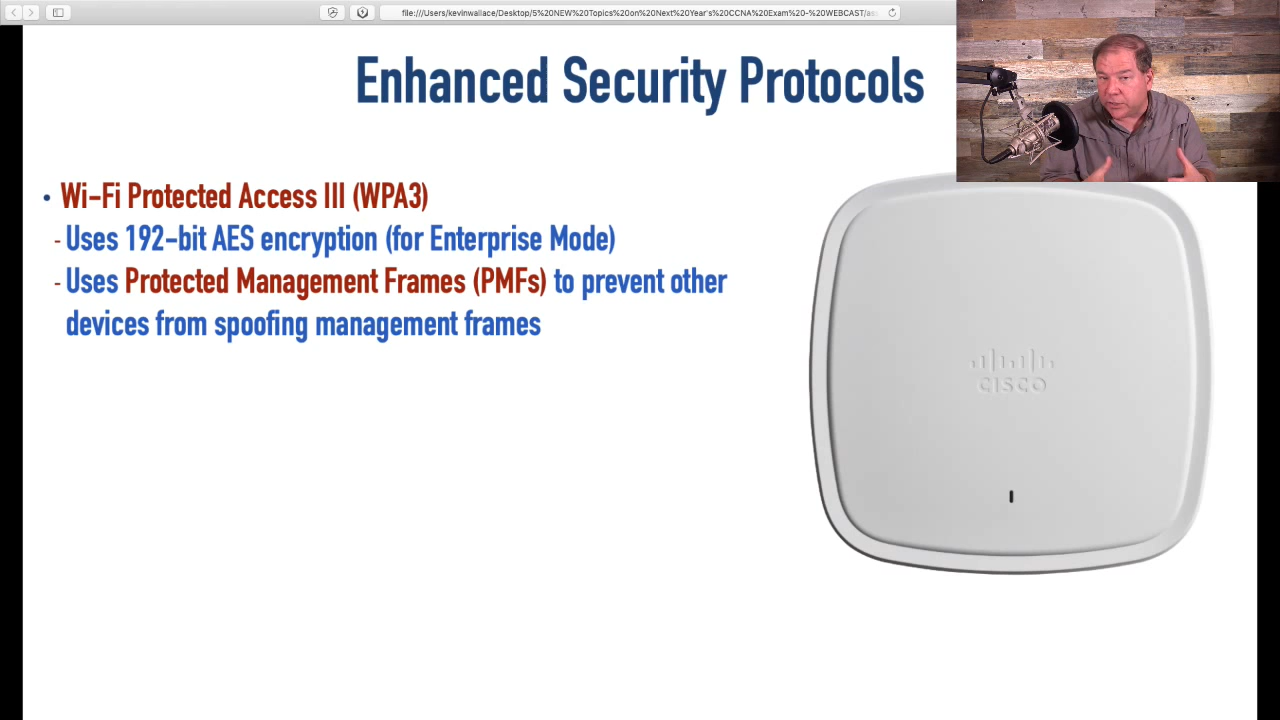 file:///Users/kevinwallace/Desktop/5%20NEW%20Topics%20on%20Next%20Year's%20CCNA%20Exam%20-%20WEBCAST/as
Enhanced Security Protocols
• Wi-Fi Protected Access III (WPA3)
- Uses 192-bit AES encryption (for Enterprise Mode)
- Uses Protected Management Frames (PMFs) to prevent other
devices from spoofing management frames
CISCO